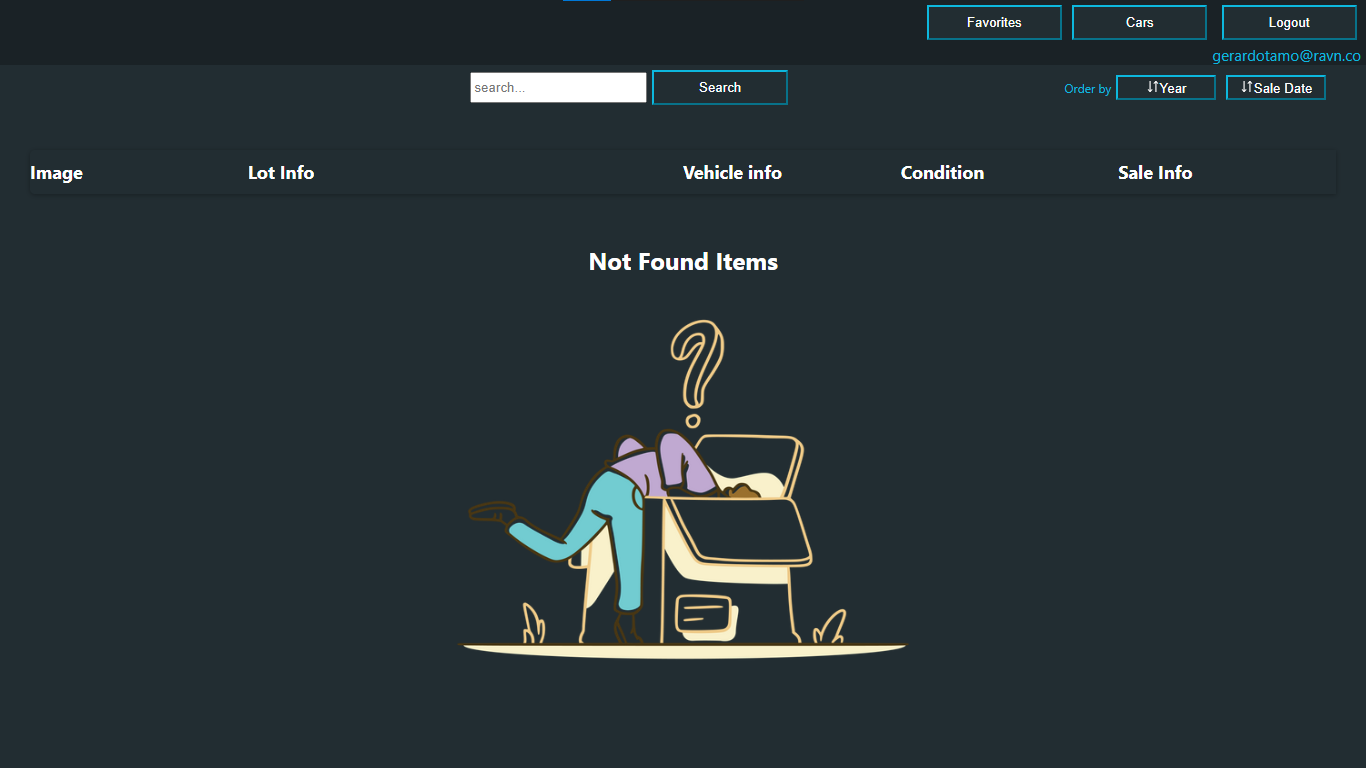 Favorites Cars Logout
gerardotamo@ravn.co
search... Search Order by ↓↑Year ↓↑Sale Date
Image Lot Info Vehicle info Condition Sale Info
Not Found Items
?